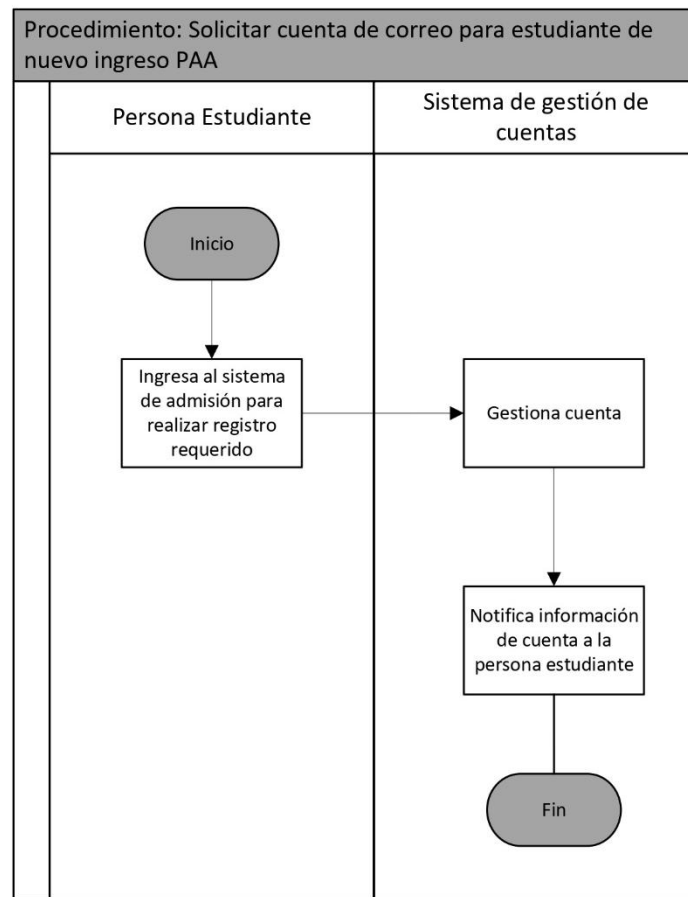 Procedimiento: Solicitar cuenta de correo para estudiante de
nuevo ingreso PAA
Persona Estudiante
Sistema de gestión de
cuentas
Inicio
Ingresa al sistema
de admisión para
realizar registro
requerido
Gestiona cuenta
Notifica información
de cuenta a la
persona estudiante
Fin